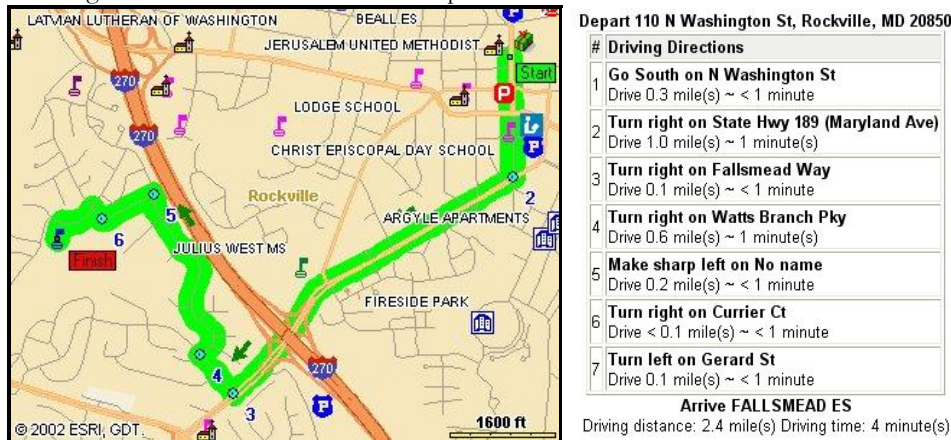 LATVIAN LUTHERAN OF WASHINGTON
BEALL ES
JERUSALEM UNITED METHODIST
Start
270
LODGE SCHOOL
270
CHRIST EPISCOPAL DAY SCHOOL
Rockville
2
ARGYLE APARTMENTS
5
6
JULIUS WEST MS
Finish
FIRESIDE PARK
270
4
3
© 2002 ESRI, GDT.
1600 ft
Depart 110 N Washington St, Rockville, MD 20850
# Driving Directions
1 Go South on N Washington St
Drive 0.3 mile(s) ~ < 1 minute
2 Turn right on State Hwy 189 (Maryland Ave)
Drive 1.0 mile(s) ~ 1 minute(s)
3 Turn right on Fallsmead Way
Drive 0.1 mile(s) ~ < 1 minute
4 Turn right on Watts Branch Pky
Drive 0.6 mile(s) ~ 1 minute(s)
5 Make sharp left on No name
Drive 0.2 mile(s) ~ < 1 minute
6 Turn right on Currier Ct
Drive < 0.1 mile(s) ~ < 1 minute
7 Turn left on Gerard St
Drive 0.1 mile(s) ~ < 1 minute
Arrive FALLSMEAD ES
Driving distance: 2.4 mile(s) Driving time: 4 minute(s)